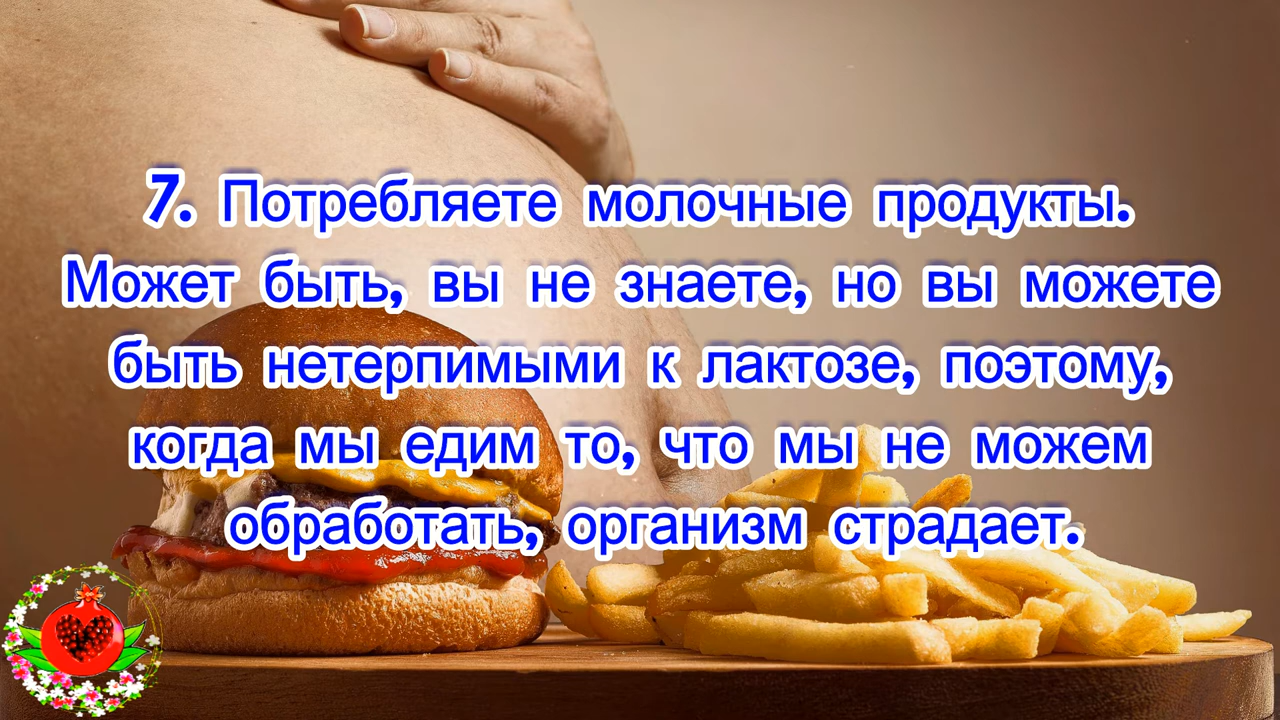 7. Потребляете молочные продукты.
Может быть, вы не знаете, но вы можете
быть нетерпимыми к лактозе, поэтому,
когда мы едим то, что мы не можем
обработать, организм страдает.